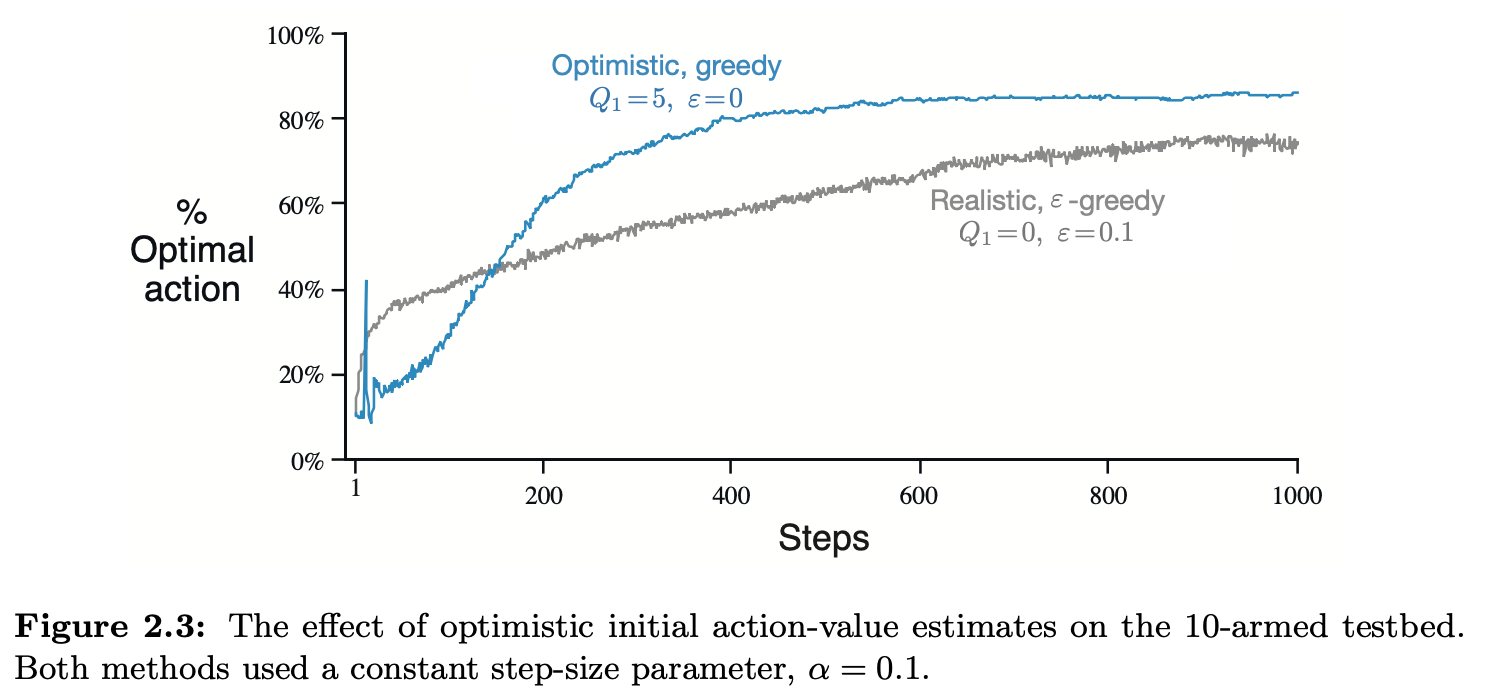 100%
80%
60%
40%
20%
0%
%
Optimal
action
Optimistic, greedy
Q₁=5, ε=0
Realistic, ε-greedy
Q₁=0, ε=0.1
1
200
400
600
800
1000
Steps
Figure 2.3: The effect of optimistic initial action-value estimates on the 10-armed testbed.
Both methods used a constant step-size parameter, α = 0.1.